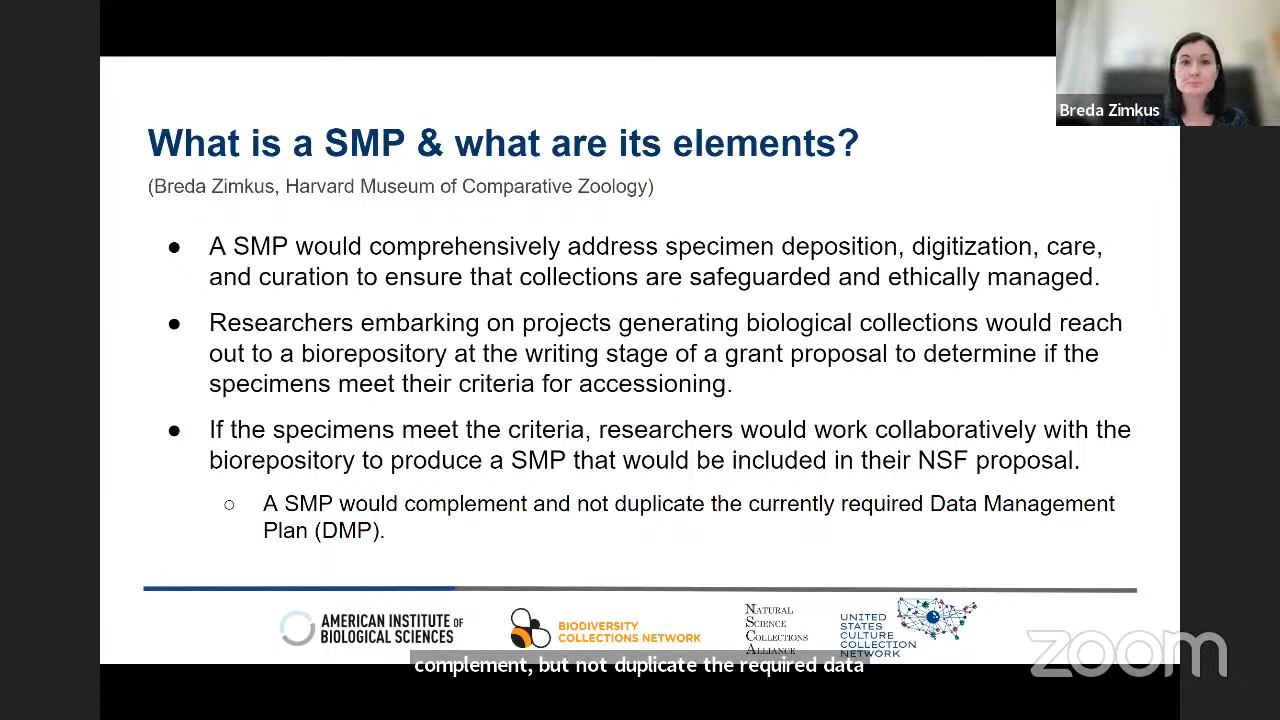 Breda Zimkus
What is a SMP & what are its elements?
(Breda Zimkus, Harvard Museum of Comparative Zoology)
● A SMP would comprehensively address specimen deposition, digitization, care,
and curation to ensure that collections are safeguarded and ethically managed.
● Researchers embarking on projects generating biological collections would reach
out to a biorepository at the writing stage of a grant proposal to determine if the
specimens meet their criteria for accessioning.
● If the specimens meet the criteria, researchers would work collaboratively with the
biorepository to produce a SMP that would be included in their NSF proposal.
○ A SMP would complement and not duplicate the currently required Data Management
Plan (DMP).
AMERICAN INSTITUTE of
BIOLOGICAL SCIENCES
BIODIVERSITY
COLLECTIONS NETWORK
NATURAL
SCIENCE
COLLECTIONS
ALLIANCE
UNITED
STATES
CULTURE
COLLECTION
NETWORK
zoom
complement, but not duplicate the required data